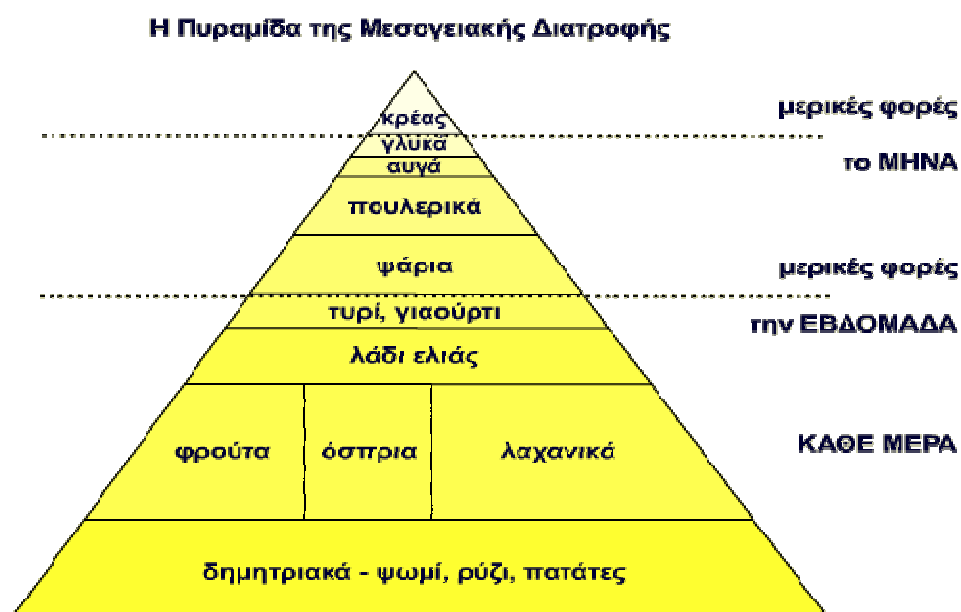 Η Πυραμίδα της Μεσογειακής Διατροφής
κρέας
μερικές φορές
γλυκά
το ΜΗΝΑ
αυγά
πουλερικά
ψάρια
μερικές φορές
τυρί, γιαούρτι
την ΕΒΔΟΜΑΔΑ
λάδι ελιάς
φρούτα όσπρια λαχανικά
ΚΑΘΕ ΜΕΡΑ
δημητριακά - ψωμί, ρύζι, πατάτες